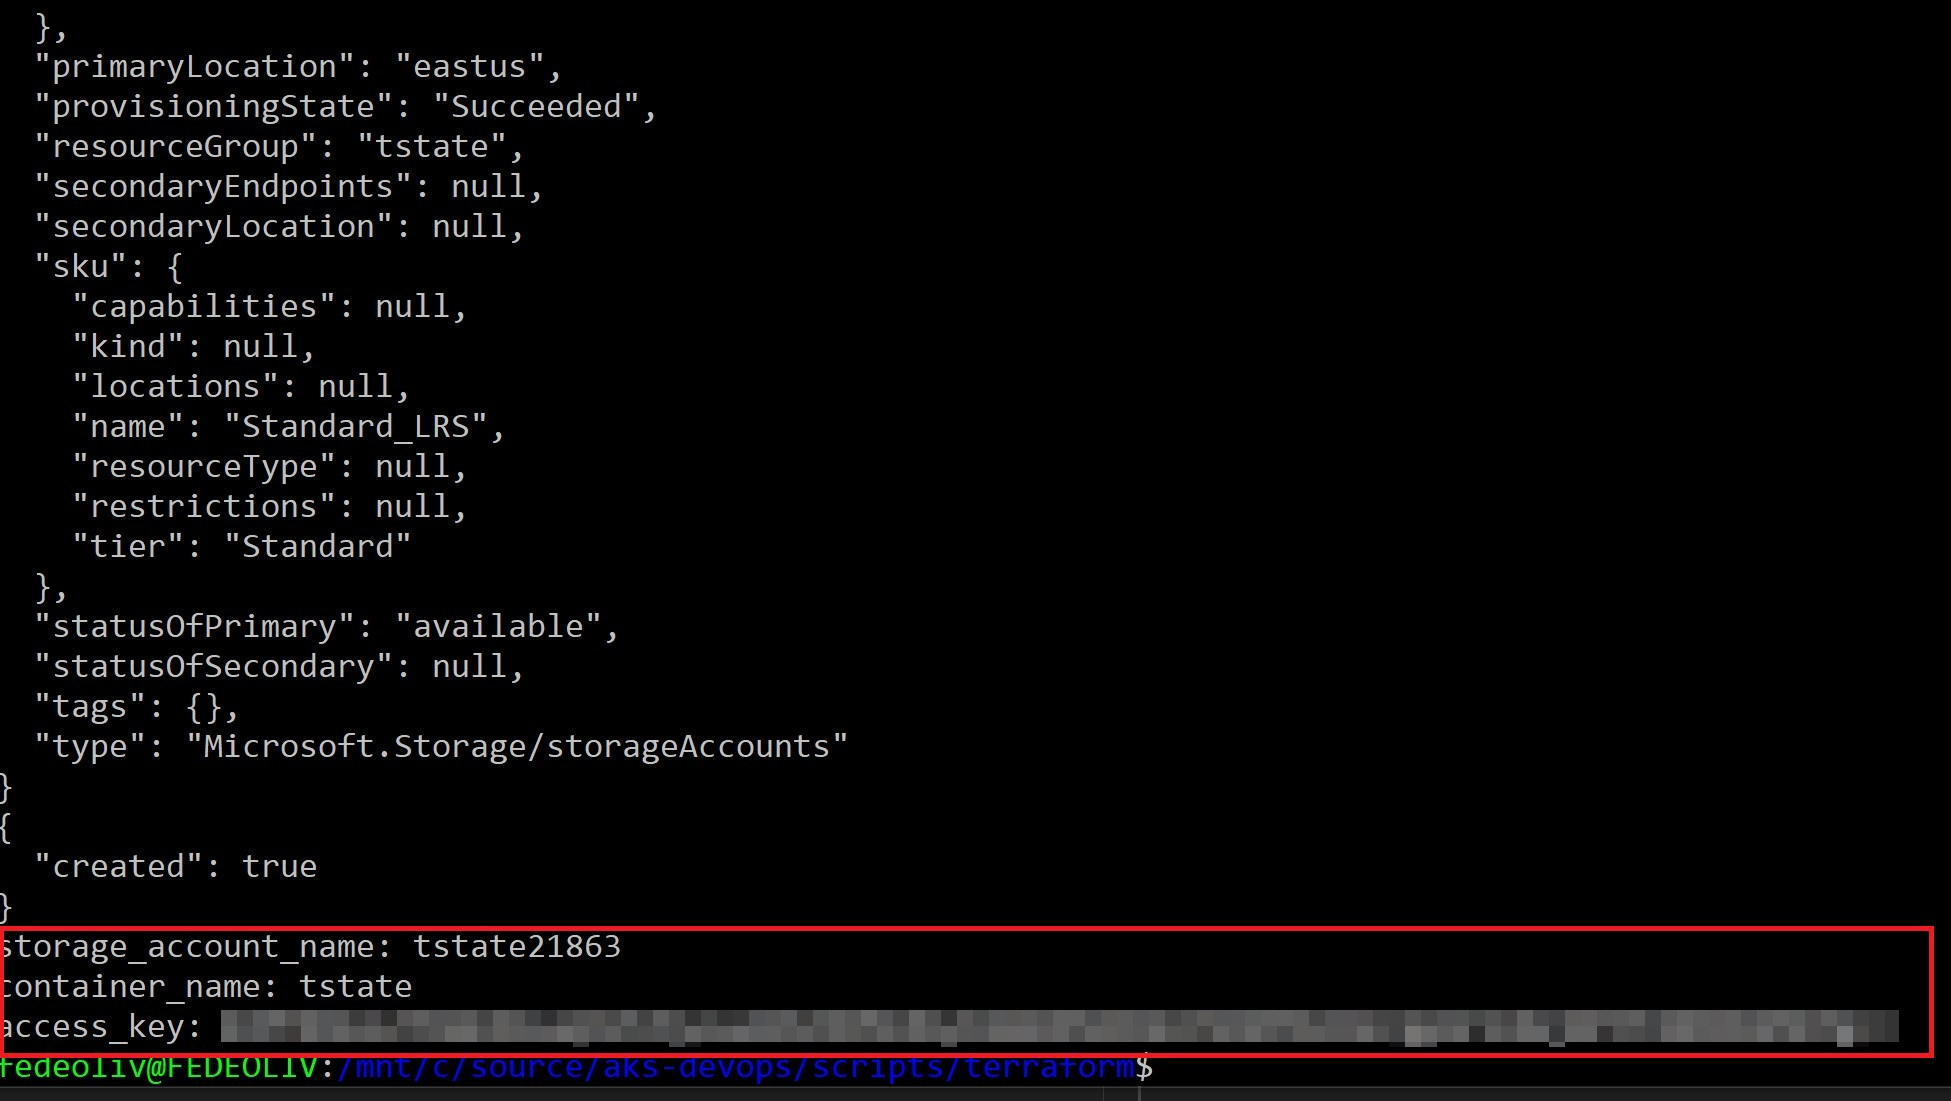 },
  "primaryLocation": "eastus",
  "provisioningState": "Succeeded",
  "resourceGroup": "tstate",
  "secondaryEndpoints": null,
  "secondaryLocation": null,
  "sku": {
    "capabilities": null,
    "kind": null,
    "locations": null,
    "name": "Standard_LRS",
    "resourceType": null,
    "restrictions": null,
    "tier": "Standard"
  },
  "statusOfPrimary": "available",
  "statusOfSecondary": null,
  "tags": {},
  "type": "Microsoft.Storage/storageAccounts"
}
{
  "created": true
}
storage_account_name: tstate21863
container_name: tstate
access_key:
fedeoliv@FEDEOLIV:/mnt/c/source/aks-devops/scripts/terraform$